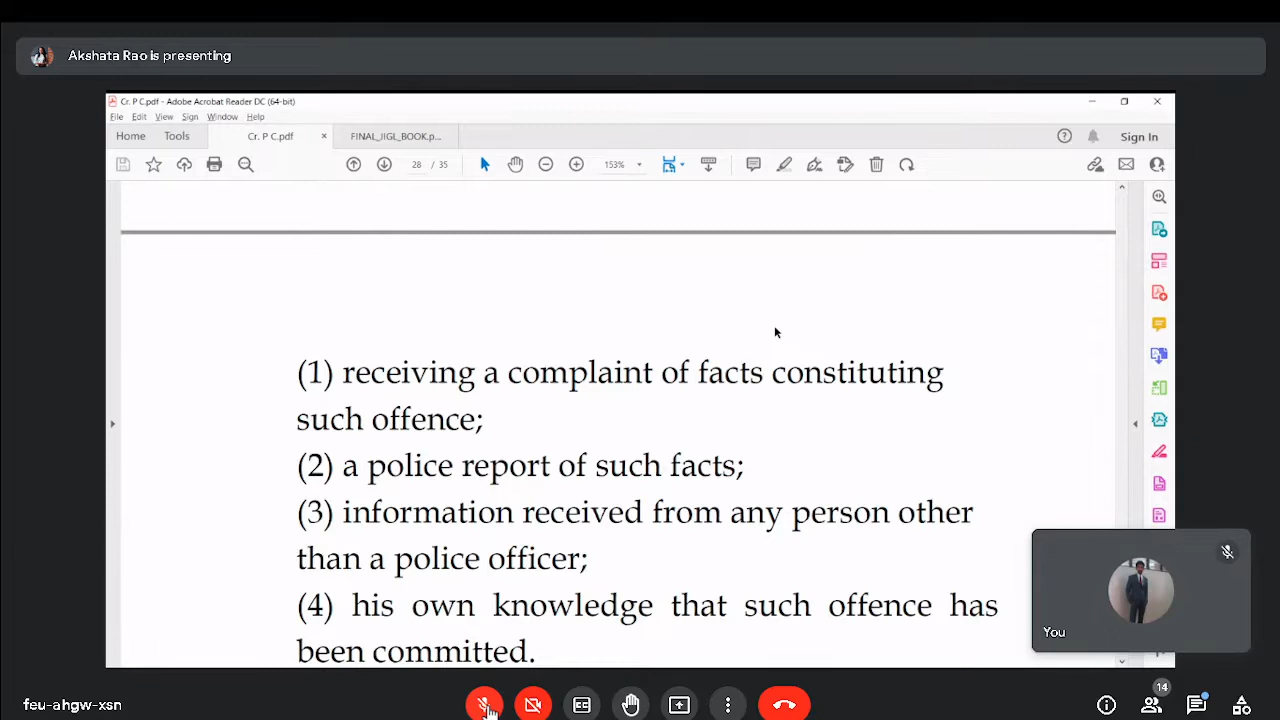 Akshata Rao is presenting
Cr. P C.pdf - Adobe Acrobat Reader DC (64-bit)
File Edit View Sign Window Help
Home Tools Cr. P C.pdf × FINAL_JIGL_BOOK.p... Sign In
28 / 35 153%
(1) receiving a complaint of facts constituting
such offence;
(2) a police report of such facts;
(3) information received from any person other
than a police officer;
(4) his own knowledge that such offence has
been committed.
You
feu-ahgw-xsn
14